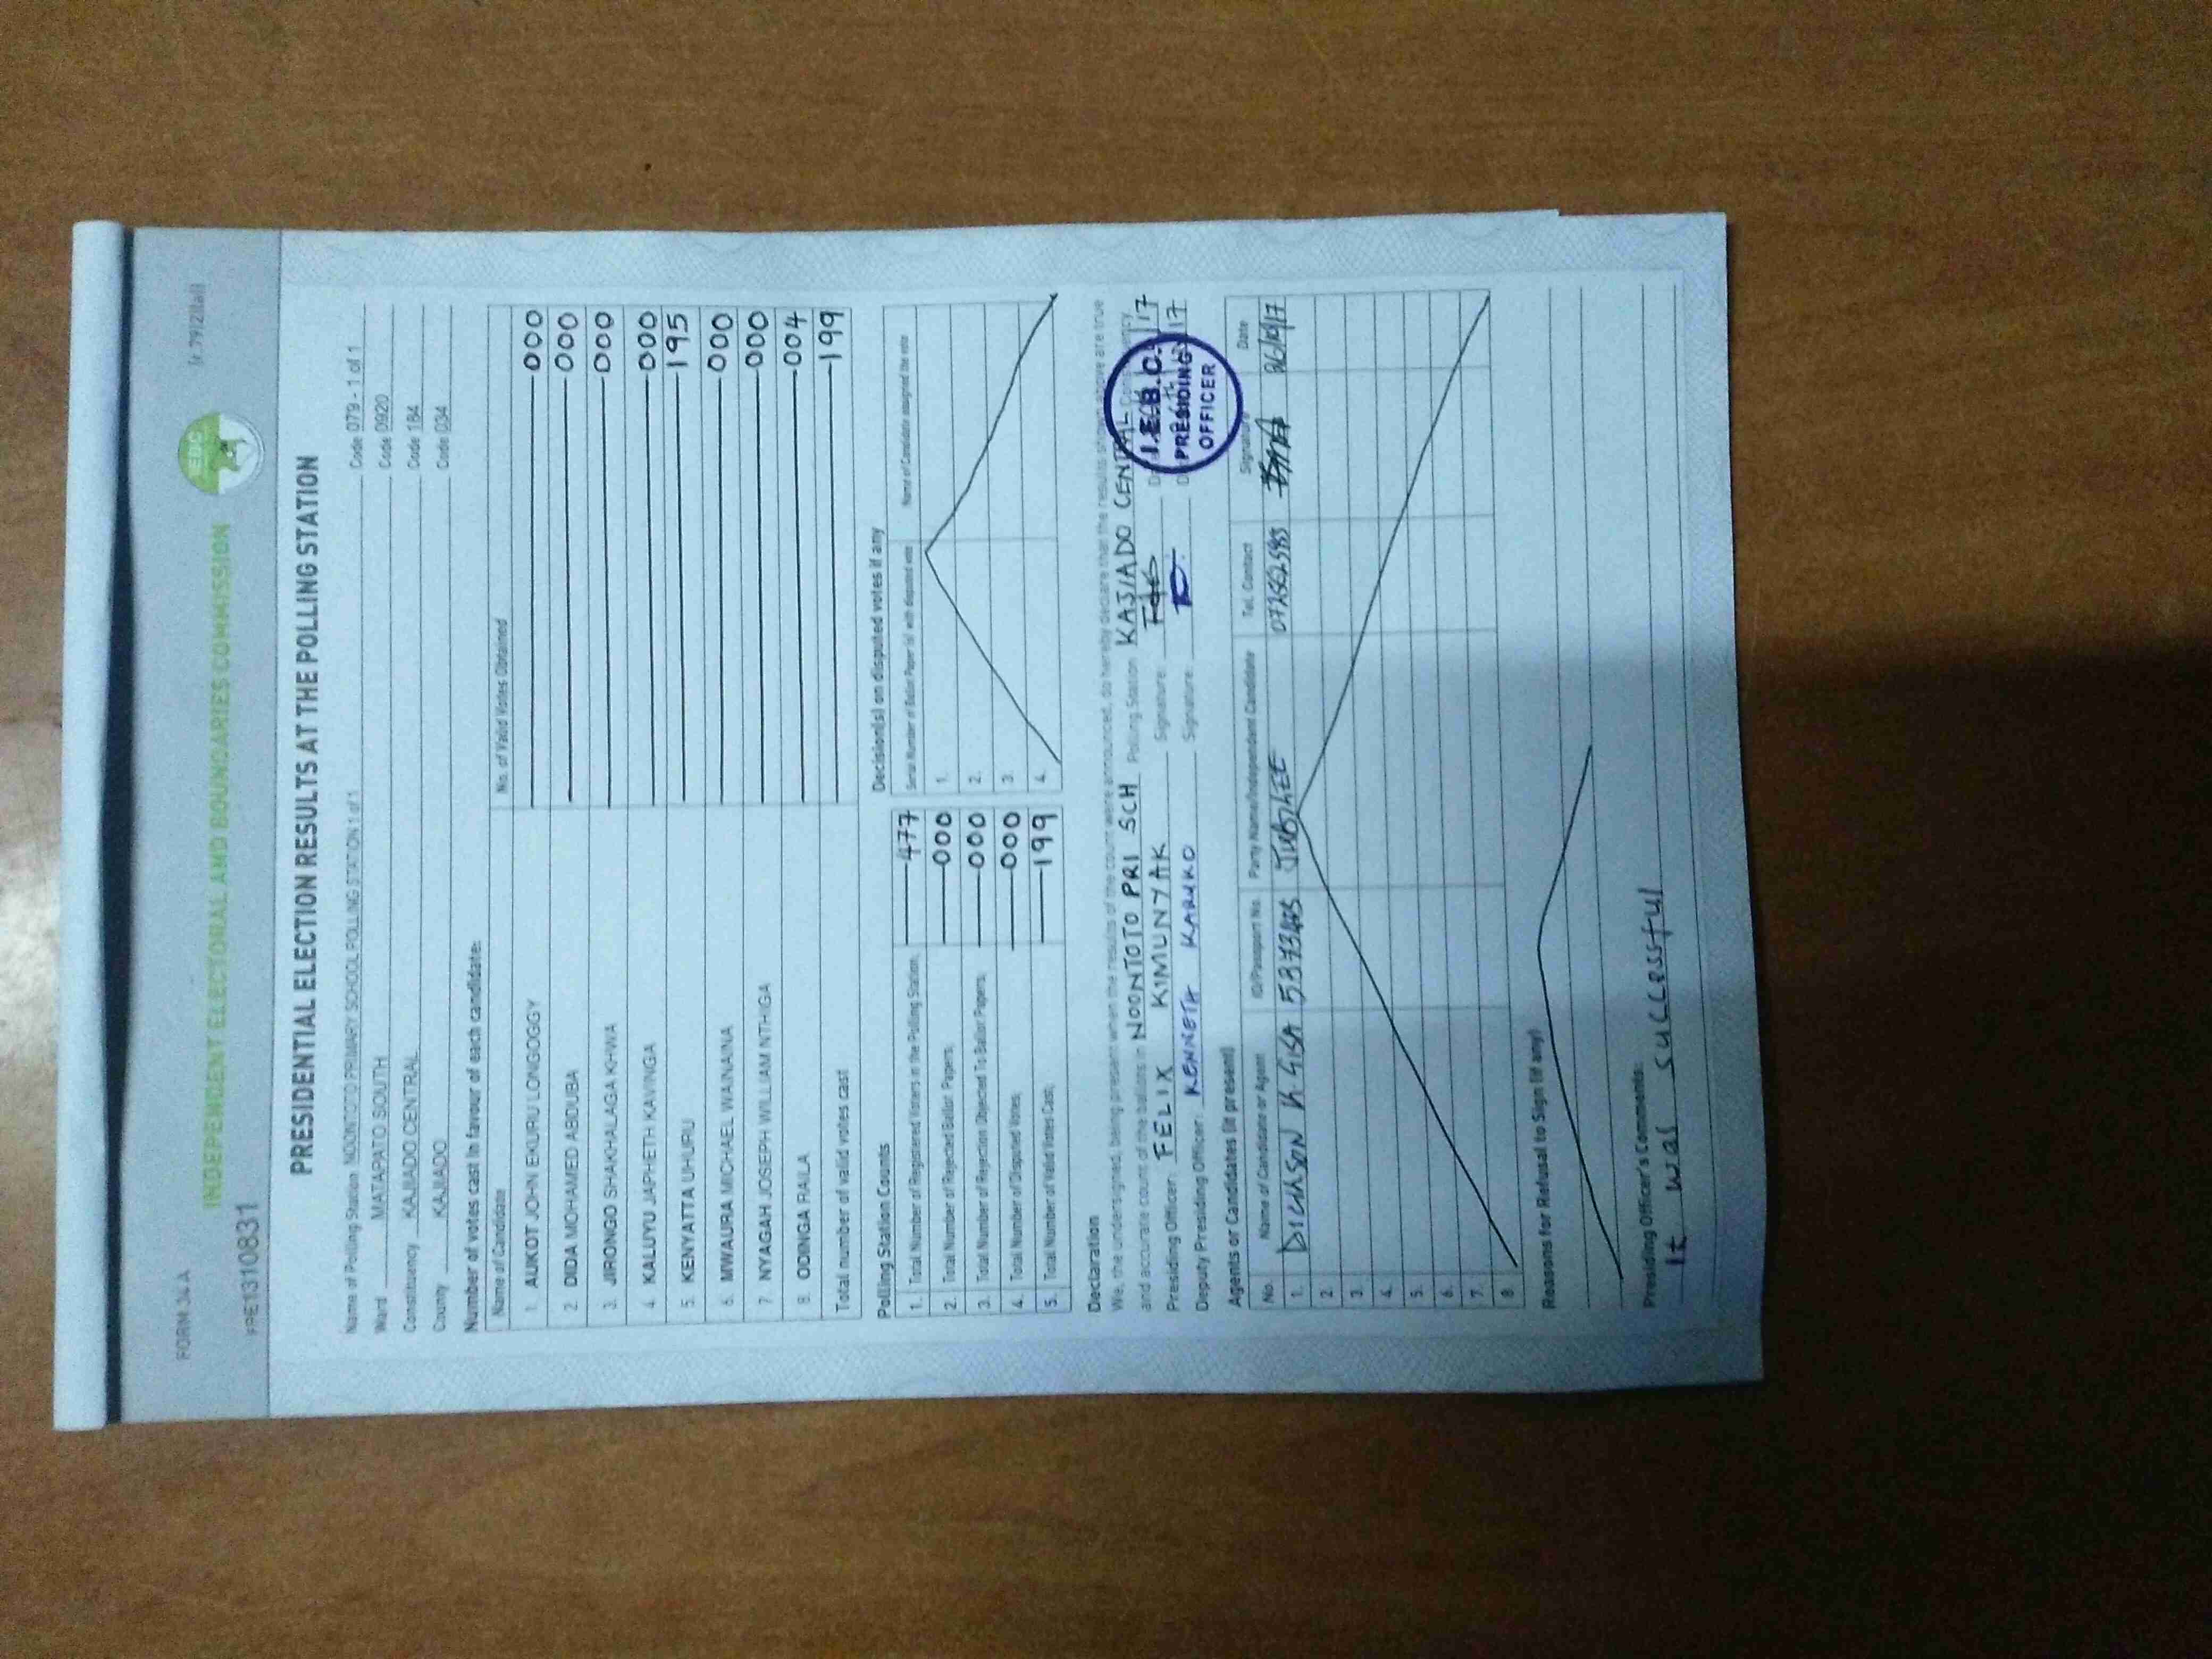 FORM 34 A
r. 79(2)(a)
FPE1310831
IEBC
INDEPENDENT ELECTORAL AND BOUNDARIES COMMISSION
PRESIDENTIAL ELECTION RESULTS AT THE POLLING STATION
Name of Polling Station NOONTOTO PRIMARY SCHOOL POLLING STATION 1 of 1 Code 079 - 1 of 1
Ward MATAPATO SOUTH Code 0920
Constituency KAJIADO CENTRAL Code 184
County KAJIADO Code 034
Number of votes cast in favour of each candidate:
Name of Candidate No. of Valid Votes Obtained
1. AUKOT JOHN EKURU LONGOGGY 000
2. DIDA MOHAMED ABDUBA 000
3. JIRONGO SHAKHALAGA KHWA 000
4. KALUYU JAPHETH KAVINGA 000
5. KENYATTA UHURU 195
6. MWAURA MICHAEL WAINAINA 000
7 NYAGAH JOSEPH WILLIAM NTHIGA 000
8. ODINGA RAILA 004
Total number of valid votes cast 199
Polling Station Counts
1. Total Number of Registered Voters in the Polling Station; 477
2. Total Number of Rejected Ballot Papers; 000
3. Total Number of Rejection Objected To Ballot Papers; 000
4. Total Number of Disputed Votes; 000
5. Total Number of Valid Votes Cast; 199
Decision(s) on disputed votes if any
Serial Number of Ballot Paper (s) with disputed vote Name of Candidate assigned the vote
1.
2.
3.
4.
Declaration
We, the undersigned, being present when the results of the count were announced, do hereby declare that the results shown above are true
and accurate count of the ballots in NOONTOTO PRI SCH Polling Station KAJIADO CENTRAL Constituency
Presiding Officer: FELIX KIMUNYAK Signature: 17
Deputy Presiding Officer: KENNETH KARUKO Signature: 17
I.E.B.C.
PRESIDING
OFFICER
Agents or Candidates (if present)
No. Name of Candidate or Agent ID/Passport No. Party Name/Independent Candidate Tel. Contact Signature Date
1. JUBILEE 26/10/17
2.
3.
4.
5.
6.
7.
8
Reasons for Refusal to Sign (if any)
Presiding Officer's Comments:
It was successful